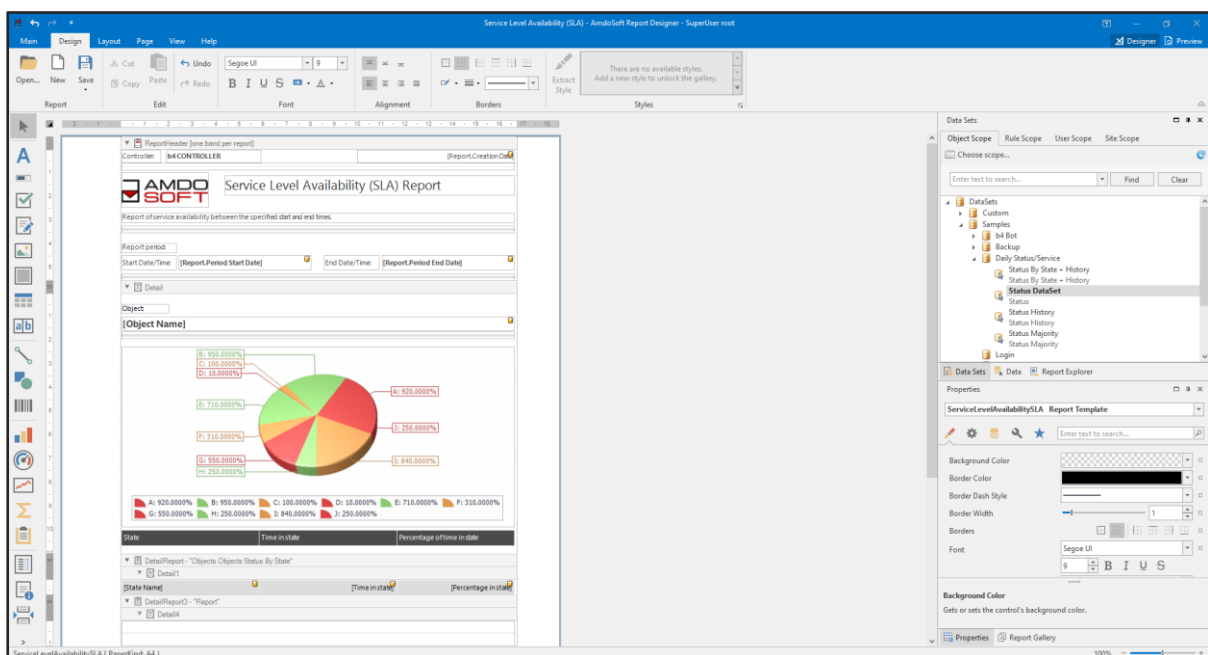 Service Level Availability (SLA) - AmdoSoft Report Designer - SuperUser root
Main Design Layout Page View Help Designer Preview
Open... New Save Cut Copy Paste Undo Redo Segoe UI 9 B I U S A Extract Style
There are no available styles.
Add a new style to unlock the gallery.
Report Edit Font Alignment Borders Styles
ReportHeader [one band per report]
Controller: b4CONTROLLER [Report.Creation Dat
AMDO
SOFT
Service Level Availability (SLA) Report
Report of service availability between the specified start and end times.
Report period:
Start Date/Time: [Report.Period Start Date] End Date/Time: [Report.Period End Date]
Detail
Object:
[Object Name]
B: 950.0000%
C: 100.0000%
D: 10.0000%
A: 920.0000%
E: 710.0000%
J: 250.0000%
F: 310.0000%
G: 550.0000%
I: 840.0000%
H: 250.0000%
A: 920.0000% B: 950.0000% C: 100.0000% D: 10.0000% E: 710.0000% F: 310.0000%
G: 550.0000% H: 250.0000% I: 840.0000% J: 250.0000%
State Time in state Percentage of time in date
DetailReport - "Objects.Objects Status By State"
Detail1
[State Name] [Time in state] [Percentage in state]
DetailReport3 - "Report"
Detail4
Data Sets
Object Scope Rule Scope User Scope Site Scope
Choose scope...
Enter text to search... Find Clear
DataSets
Custom
Samples
b4 Bot
Backup
Daily Status/Service
Status By State + History
Status By State + History
Status DataSet
Status
Status History
Status History
Status Majority
Status Majority
Login
Data Sets Data Report Explorer
Properties
ServiceLevelAvailabilitySLA Report Template
Enter text to search...
Background Color
Border Color
Border Dash Style
Border Width 1
Borders
Font Segoe UI
9 B I U S
Background Color
Gets or sets the control's background color.
Properties Report Gallery
ServiceLevelAvailabilitySLA { PaperKind: A4 } 100%